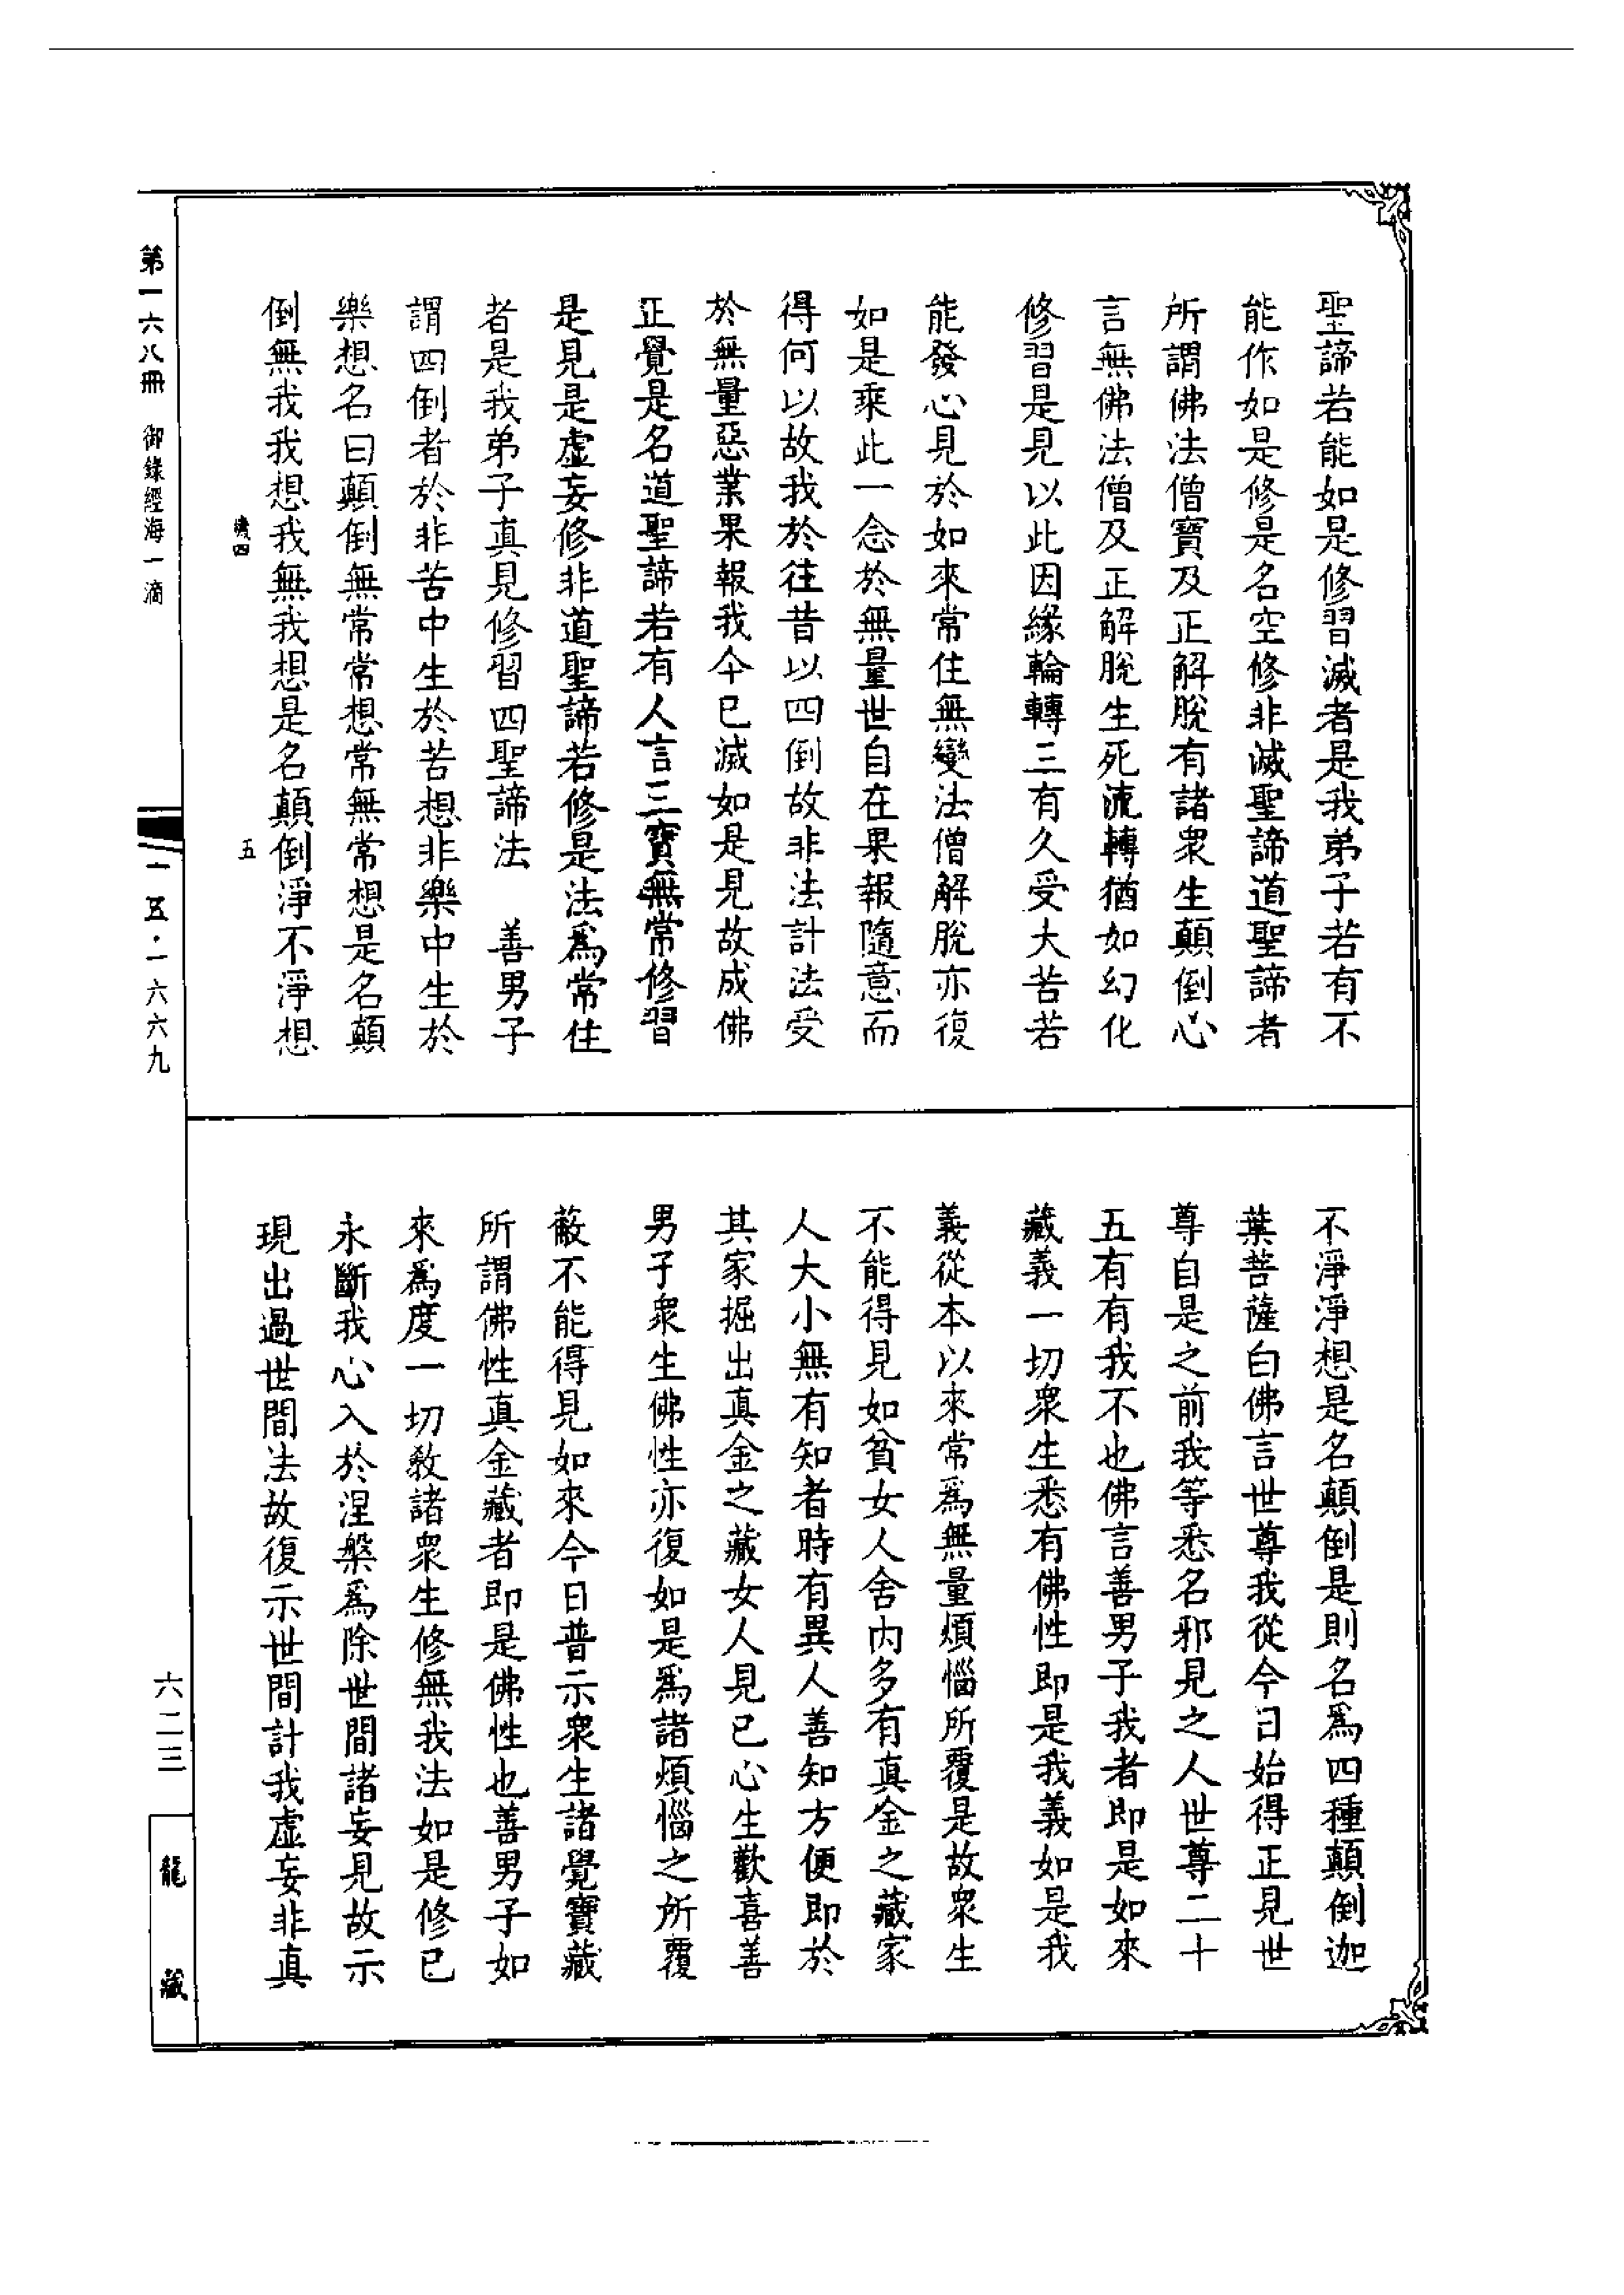 聖諦若能如是修習滅者是我弟子若有不
能作如是修是名空修非滅聖諦道聖諦者
所謂佛法僧寶及正解脫有諸衆生顛倒心
言無佛法僧及正解脫生死流轉猶如幻化
修習是見以此因緣輪轉三有久受大苦若
能發心見於如來常住無變法僧解脫亦復
如是乘此一念於無量世自在果報隨意而
得何以故我於往昔以四倒故非法計法受
於無量惡業果報我今已滅如是見故成佛
正覺是名道聖諦若有人言三寶無常修習
是見是虛妄修非道聖諦若修是法爲常住
者是我弟子真見修習四聖諦法　善男子
謂四倒者於非苦中生於苦想非樂中生於
樂想名曰顛倒無常常想常無常想是名顛
倒無我我想我無我想是名顛倒淨不淨想
五
第一六八冊　御錄經海一滴
一五·一六六九
不淨淨想是名顛倒是則名爲四種顛倒迦
葉菩薩白佛言世尊我從今日始得正見世
尊自是之前我等悉名邪見之人世尊二十
五有有我不也佛言善男子我者即是如來
藏義一切衆生悉有佛性即是我義如是我
義從本以來常爲無量煩惱所覆是故衆生
不能得見如貧女人舍內多有真金之藏家
人大小無有知者時有異人善知方便即於
其家掘出真金之藏女人見已心生歡喜善
男子衆生佛性亦復如是爲諸煩惱之所覆
蔽不能得見如來今日普示衆生諸覺寶藏
所謂佛性真金藏者即是佛性也善男子如
來爲度一切教諸衆生修無我法如是修已
永斷我心入於涅槃爲除世間諸妄見故示
現出過世間法故復示世間計我虛妄非真
六二三
龍藏